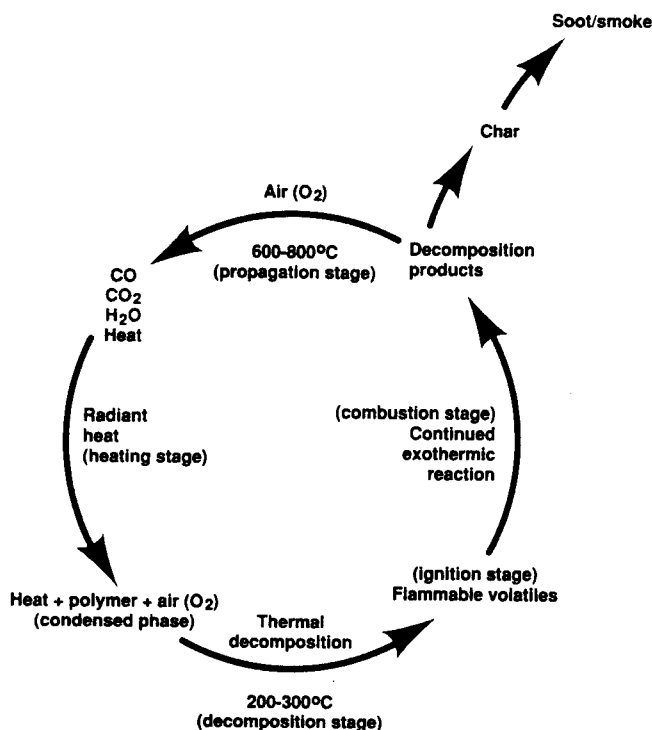 Soot/smoke
Char
Air (O₂)
600-800ºC
(propagation stage)
Decomposition
products
CO
CO₂
H₂O
Heat
Radiant
heat
(heating stage)
(combustion stage)
Continued
exothermic
reaction
Heat + polymer + air (O₂)
(condensed phase)
Thermal
decomposition
(ignition stage)
Flammable volatiles
200-300ºC
(decomposition stage)